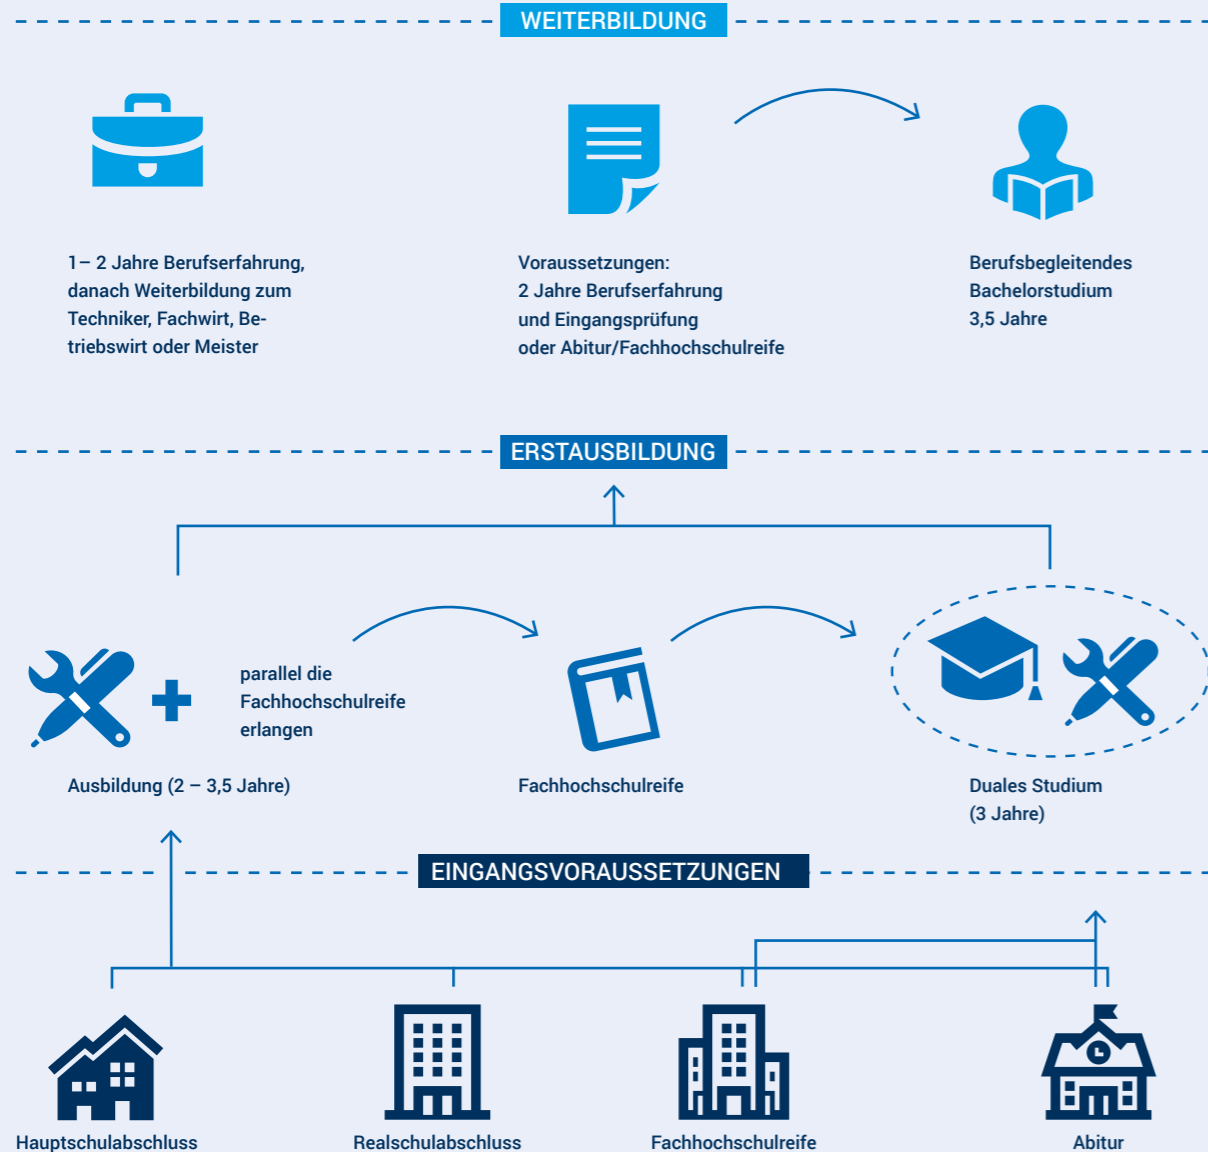 WEITERBILDUNG
1– 2 Jahre Berufserfahrung,
danach Weiterbildung zum
Techniker, Fachwirt, Be-
triebswirt oder Meister
Voraussetzungen:
2 Jahre Berufserfahrung
und Eingangsprüfung
oder Abitur/Fachhochschulreife
Berufsbegleitendes
Bachelorstudium
3,5 Jahre
ERSTAUSBILDUNG
parallel die
Fachhochschulreife
erlangen
Ausbildung (2 – 3,5 Jahre)
Fachhochschulreife
Duales Studium
(3 Jahre)
EINGANGSVORAUSSETZUNGEN
Hauptschulabschluss
Realschulabschluss
Fachhochschulreife
Abitur